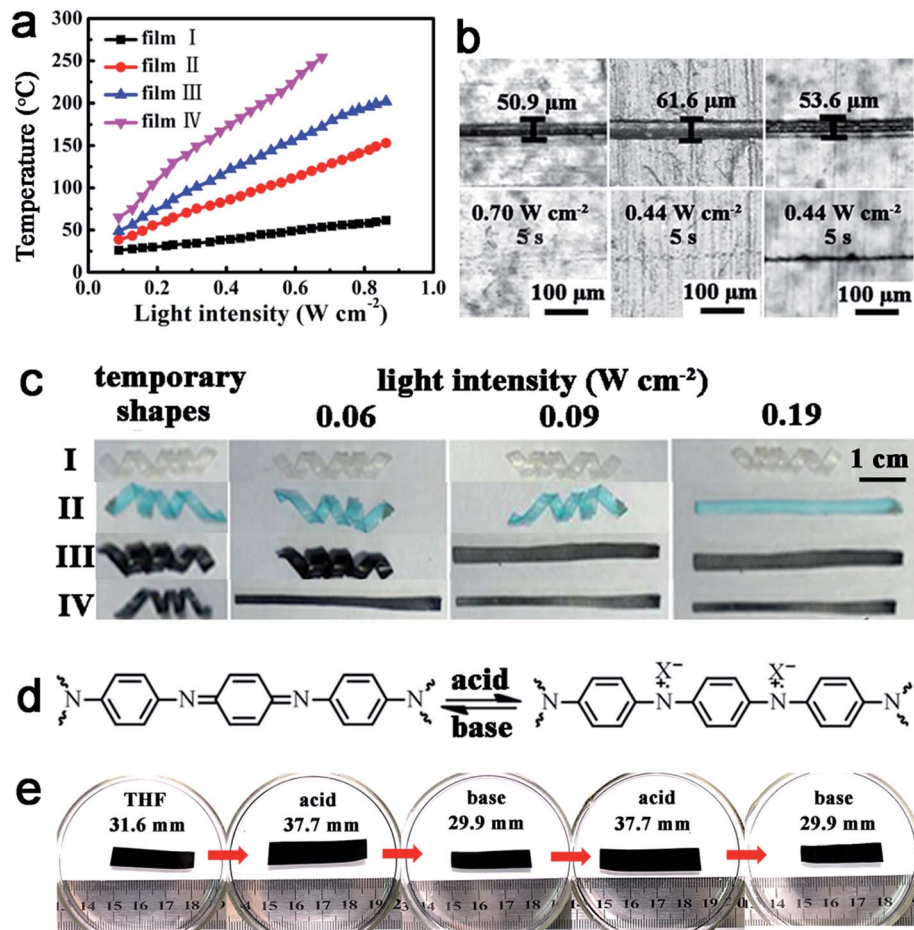 a
300
250
200
150
100
50
0
Temperature (°C)
film Ⅰ
film Ⅱ
film Ⅲ
film Ⅳ
0.0 0.2 0.4 0.6 0.8 1.0
Light intensity (W cm⁻²)
b
50.9 μm 61.6 μm 53.6 μm
0.70 W cm⁻² 0.44 W cm⁻² 0.44 W cm⁻²
5 s 5 s 5 s
100 μm 100 μm 100 μm
c
temporary shapes
light intensity (W cm⁻²)
0.06 0.09 0.19
I
1 cm
II
III
IV
d
N N N N
acid
base
X⁻ X⁻
N N N N
e
THF acid base acid base
31.6 mm 37.7 mm 29.9 mm 37.7 mm 29.9 mm